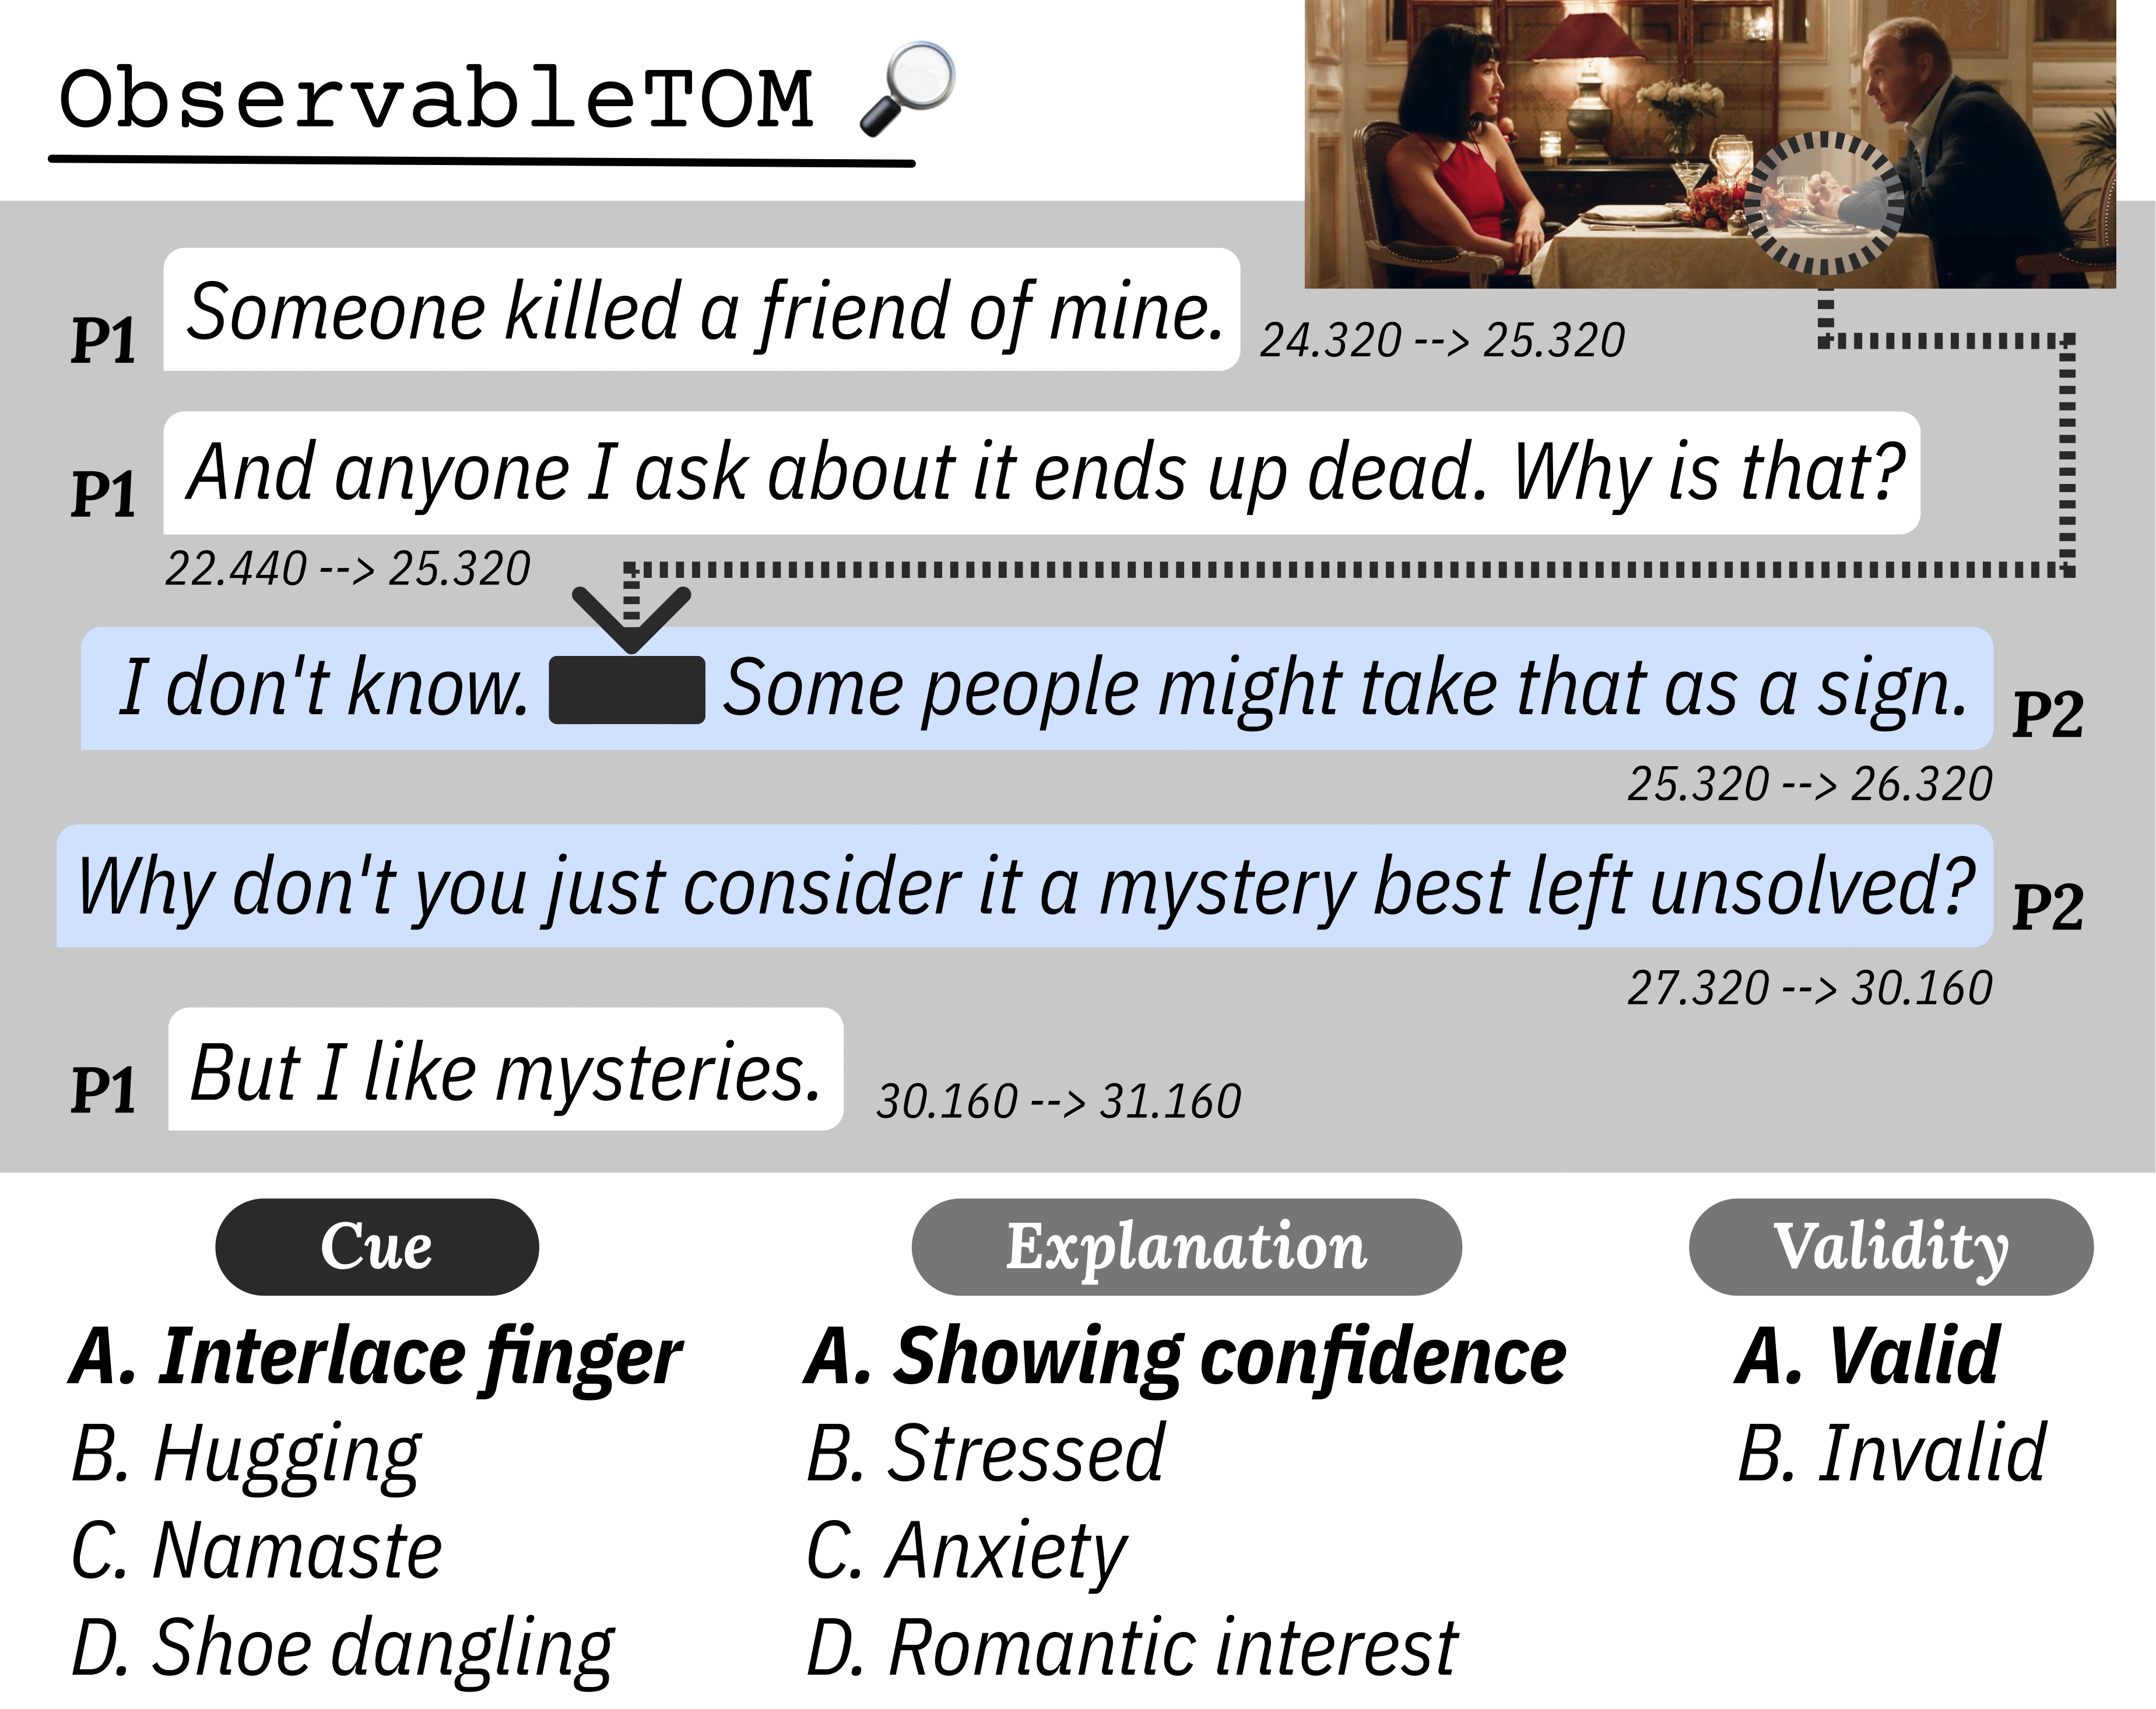 ObservableTOM
P1 Someone killed a friend of mine. 24.320 --> 25.320
P1 And anyone I ask about it ends up dead. Why is that?
22.440 --> 25.320
I don't know. Some people might take that as a sign. P2
25.320 --> 26.320
Why don't you just consider it a mystery best left unsolved? P2
27.320 --> 30.160
P1 But I like mysteries. 30.160 --> 31.160
Cue
A. Interlace finger
B. Hugging
C. Namaste
D. Shoe dangling
Explanation
A. Showing confidence
B. Stressed
C. Anxiety
D. Romantic interest
Validity
A. Valid
B. Invalid